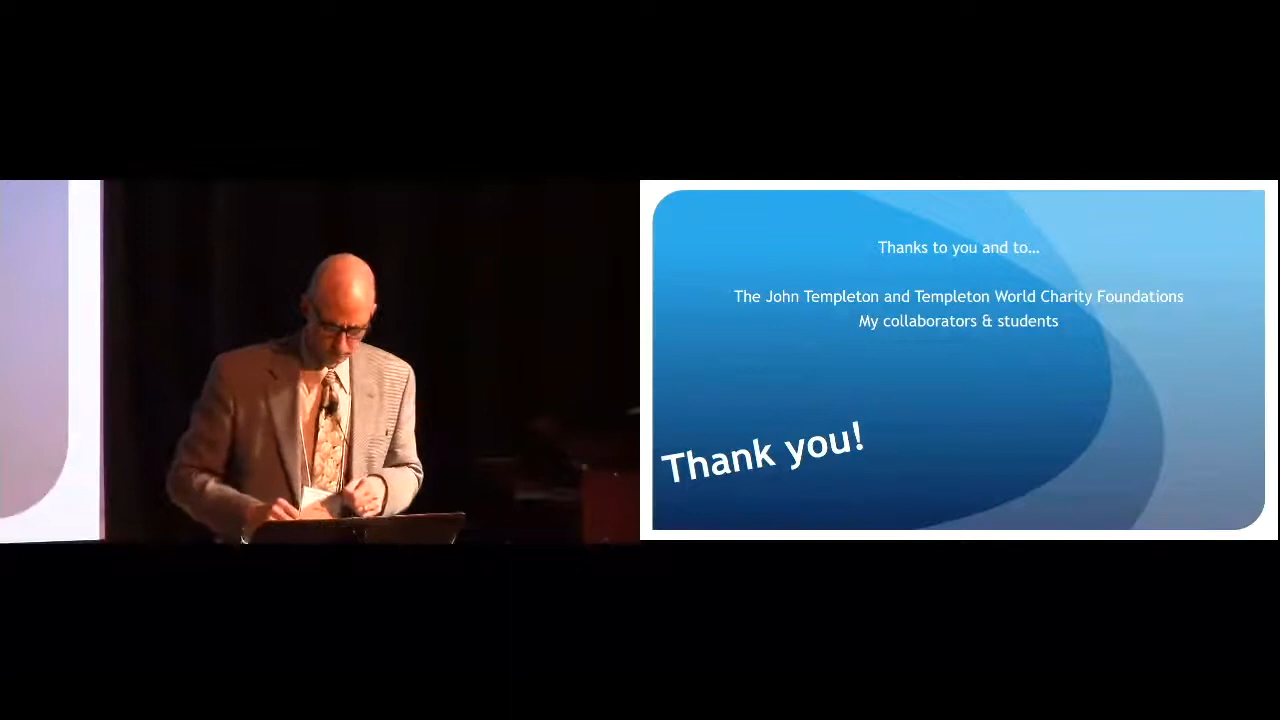 Thanks to you and to…
The John Templeton and Templeton World Charity Foundations
My collaborators & students
Thank you!